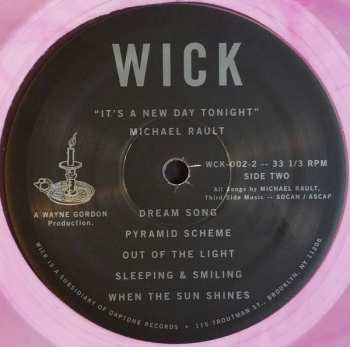 WICK
"IT'S A NEW DAY TONIGHT"
MICHAEL RAULT
WCK-002-2 -- 33 1/3 RPM
SIDE TWO
All Songs by MICHAEL RAULT,
Third Side Music -- SOCAN / ASCAP
A WAYNE GORDON
Production.
DREAM SONG
PYRAMID SCHEME
OUT OF THE LIGHT
SLEEPING & SMILING
WHEN THE SUN SHINES
WICK IS A SUBSIDIARY OF DAPTONE RECORDS • 115 TROUTMAN ST., BROOKLYN, NY 11206